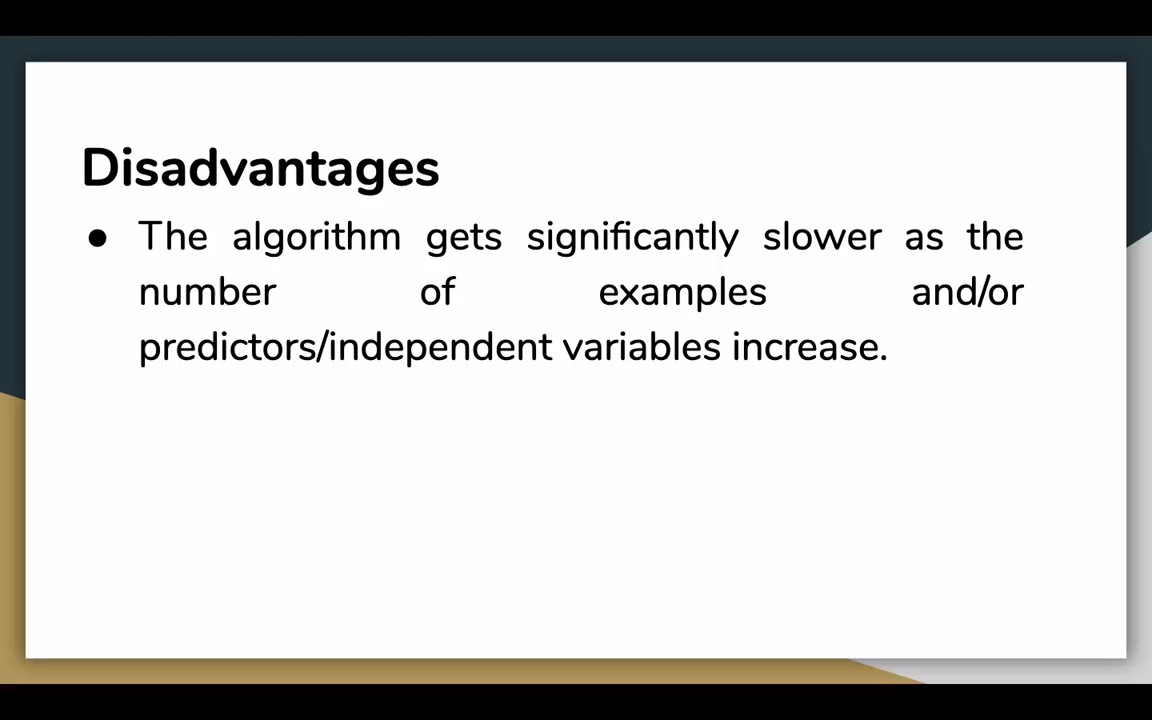 Disadvantages
● The algorithm gets significantly slower as the
number of examples and/or
predictors/independent variables increase.